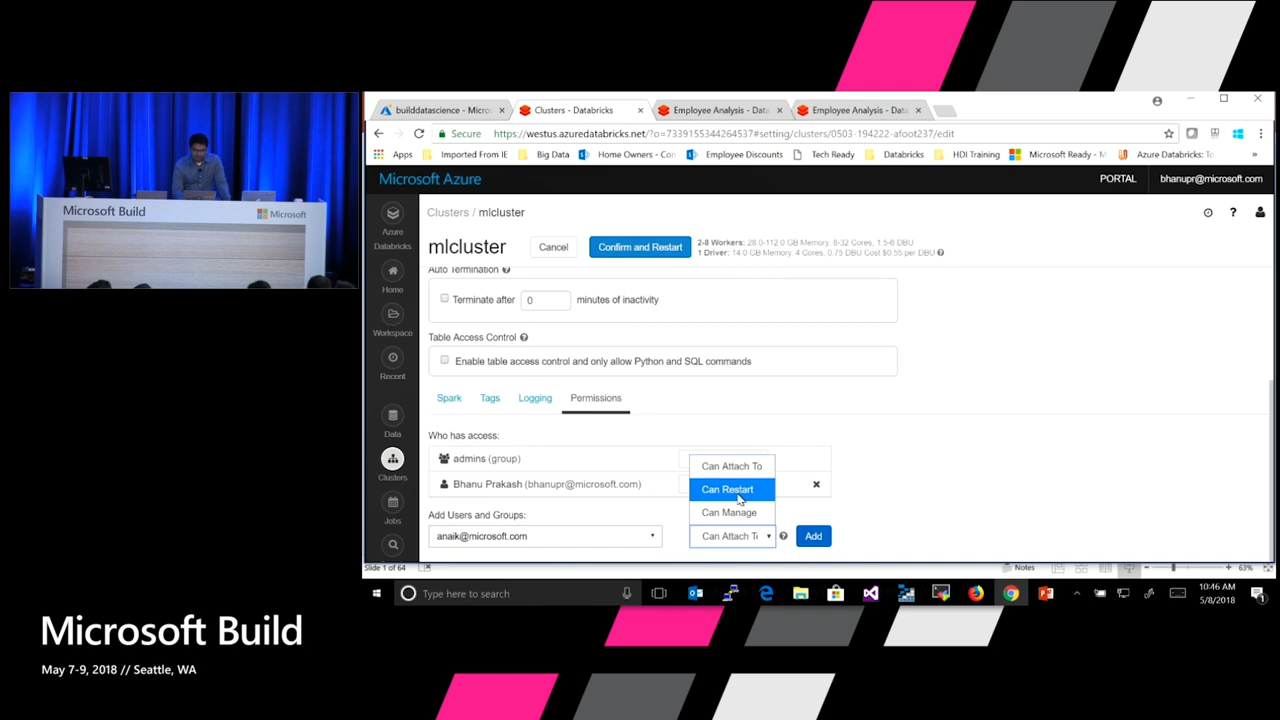 builddatascience - Micros
Clusters - Databricks
Employee Analysis - Data
Employee Analysis - Data
Secure
https://westus.azuredatabricks.net/?o=7339155344264537#setting/clusters/0503-194222-afoot237/edit
Apps
Imported From IE
Big Data
Home Owners - Con
Employee Discounts
Tech Ready
Databricks
HDI Training
Microsoft Ready - M
Azure Databricks: To
»
Microsoft Azure
PORTAL
bhanupr@microsoft.com
Azure
Databricks
Home
Workspace
Recent
Data
Clusters
Jobs
Clusters / mlcluster
mlcluster
Cancel
Confirm and Restart
2-8 Workers: 28.0-112.0 GB Memory, 8-32 Cores, 1.5-6 DBU
1 Driver: 14.0 GB Memory, 4 Cores, 0.75 DBU Cost $0.55 per DBU
Auto Termination
Terminate after 0 minutes of inactivity
Table Access Control
Enable table access control and only allow Python and SQL commands
Spark
Tags
Logging
Permissions
Who has access:
admins (group)
Bhanu Prakash (bhanupr@microsoft.com)
Can Attach To
Can Restart
Can Manage
Add Users and Groups:
anaik@microsoft.com
Can Attach To
Add
Slide 1 of 64
Notes
63%
Type here to search
10:46 AM
5/8/2018
Microsoft Build
Microsoft
Microsoft Build
May 7-9, 2018 // Seattle, WA